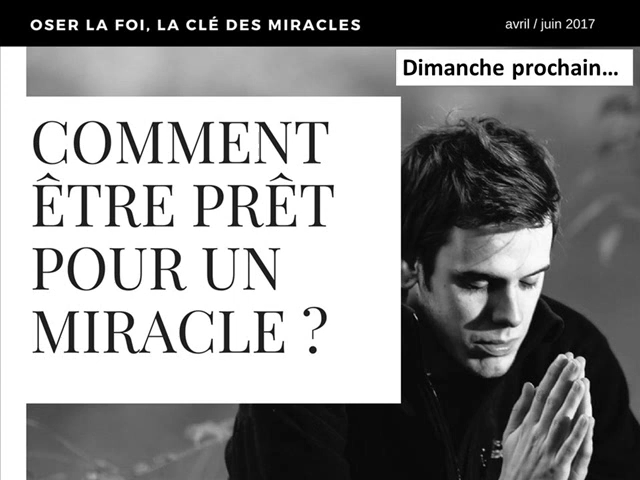 OSER LA FOI, LA CLÉ DES MIRACLES
avril / juin 2017
Dimanche prochain…
COMMENT
ÊTRE PRÊT
POUR UN
MIRACLE ?